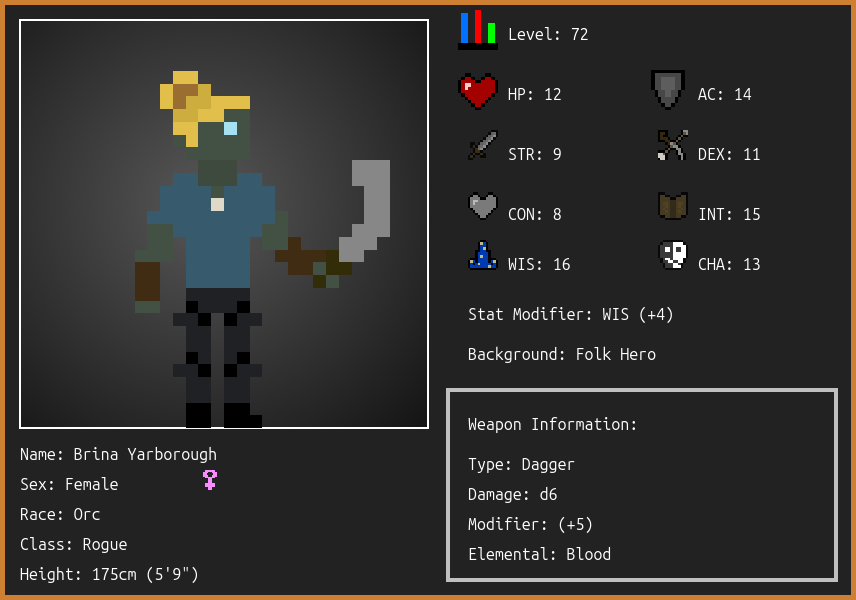 Level: 72
HP: 12
AC: 14
STR: 9
DEX: 11
CON: 8
INT: 15
WIS: 16
CHA: 13
Stat Modifier: WIS (+4)
Background: Folk Hero
Name: Brina Yarborough
Sex: Female
Race: Orc
Class: Rogue
Height: 175cm (5'9")
Weapon Information:
Type: Dagger
Damage: d6
Modifier: (+5)
Elemental: Blood